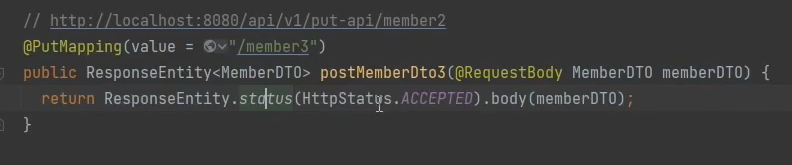 // http://localhost:8080/api/v1/put-api/member2
@PutMapping(value = "/member3")
public ResponseEntity<MemberDTO> postMemberDto3(@RequestBody MemberDTO memberDTO) {
return ResponseEntity.status(HttpStatus.ACCEPTED).body(memberDTO);
}